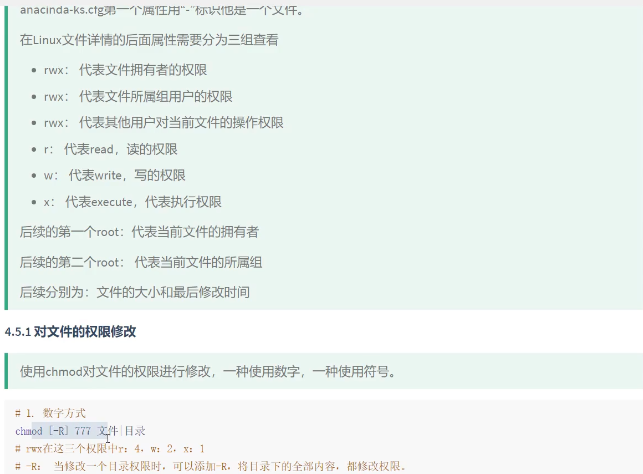 anacinda-ks.cfg第一个属性用“-”标识他是一个文件。
在Linux文件详情的后面属性需要分为三组查看
rwx： 代表文件拥有者的权限
rwx： 代表文件所属组用户的权限
rwx： 代表其他用户对当前文件的操作权限
r： 代表read，读的权限
w： 代表write，写的权限
x： 代表execute，代表执行权限
后续的第一个root：代表当前文件的拥有者
后续的第二个root： 代表当前文件的所属组
后续分别为：文件的大小和最后修改时间
4.5.1 对文件的权限修改
使用chmod对文件的权限进行修改，一种使用数字，一种使用符号。
# 1. 数字方式
chmod [-R] 777 文件|目录
# rwx在这三个权限中r：4，w：2，x：1
# -R： 当修改一个目录权限时，可以添加-R，将目录下的全部内容，都修改权限。